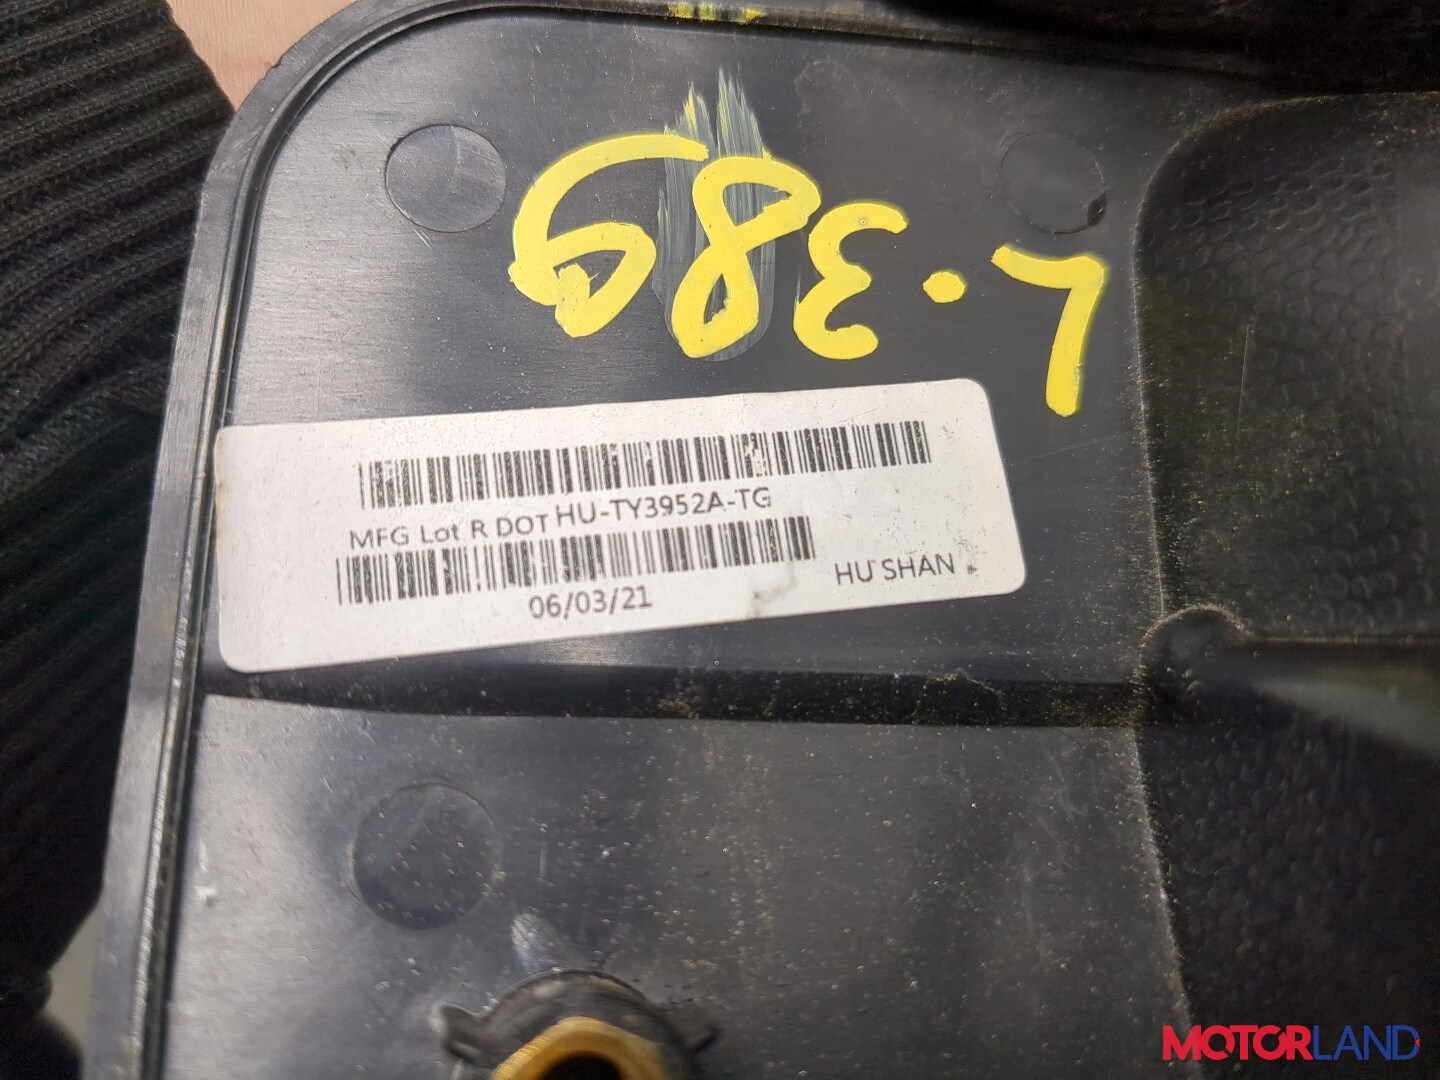 L.389
MFG Lot R DOT HU-TY3952A-TG
06/03/21
HU SHAN
MOTORLAND